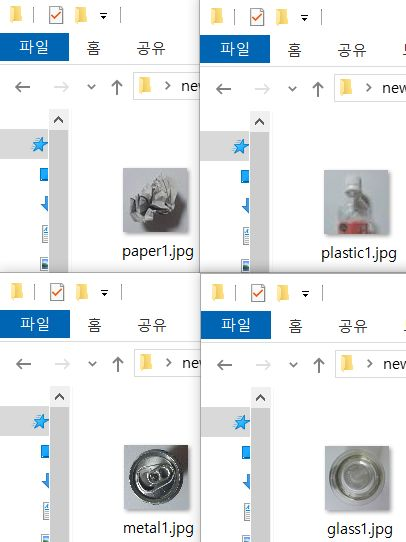 파일 홈 공유
new
paper1.jpg
파일 홈 공유
new
plastic1.jpg
파일 홈 공유
new
metal1.jpg
파일 홈 공유
new
glass1.jpg